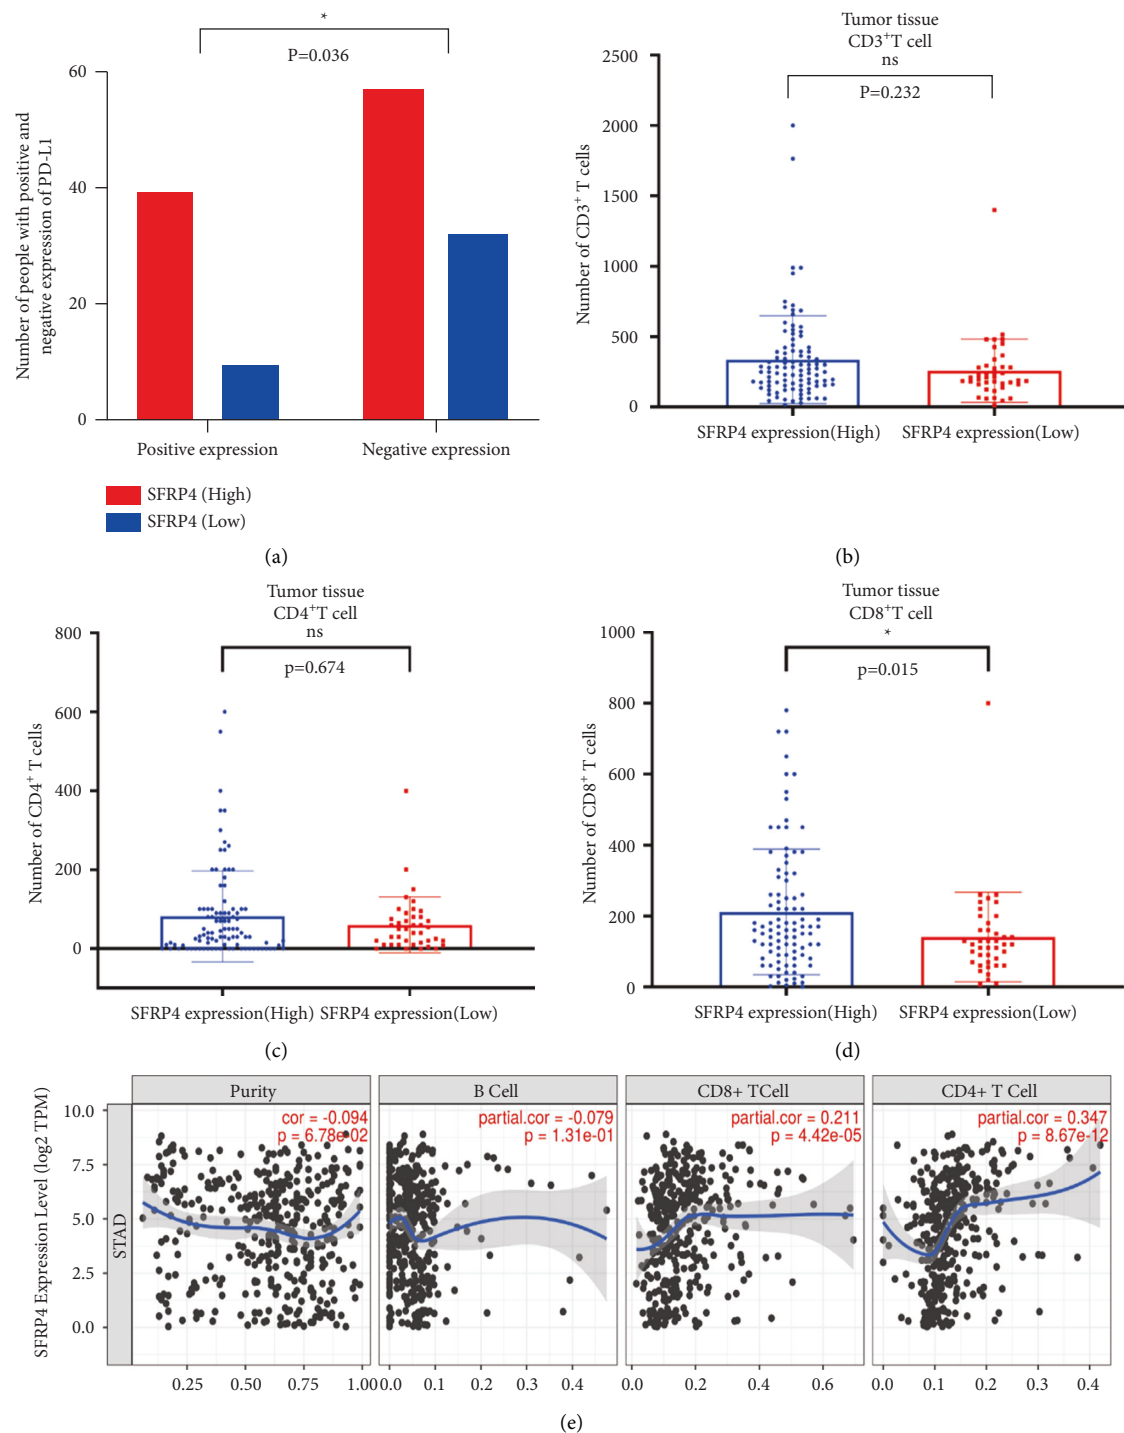 *
P=0.036
60
40
20
0
Number of people with positive and
negative expression of PD-L1
Positive expression
Negative expression
SFRP4 (High)
SFRP4 (Low)
(a)
Tumor tissue
CD3+T cell
ns
P=0.232
2500
2000
1500
1000
500
0
Number of CD3+ T cells
SFRP4 expression(High)
SFRP4 expression(Low)
(b)
Tumor tissue
CD4+T cell
ns
p=0.674
800
600
400
200
0
Number of CD4+ T cells
SFRP4 expression(High)
SFRP4 expression(Low)
(c)
Tumor tissue
CD8+T cell
*
p=0.015
1000
800
600
400
200
0
Number of CD8+ T cells
SFRP4 expression(High)
SFRP4 expression(Low)
(d)
Purity
B Cell
CD8+ TCell
CD4+ T Cell
cor = -0.094
p = 6.78e-02
partial.cor = -0.079
p = 1.31e-01
partial.cor = 0.211
p = 4.42e-05
partial.cor = 0.347
p = 8.67e-12
10.0
7.5
5.0
2.5
0.0
SFRP4 Expression Level (log2 TPM)
STAD
0.25 0.50 0.75 1.00
0.0 0.1 0.2 0.3 0.4
0.0 0.2 0.4 0.6
0.0 0.1 0.2 0.3 0.4
(e)